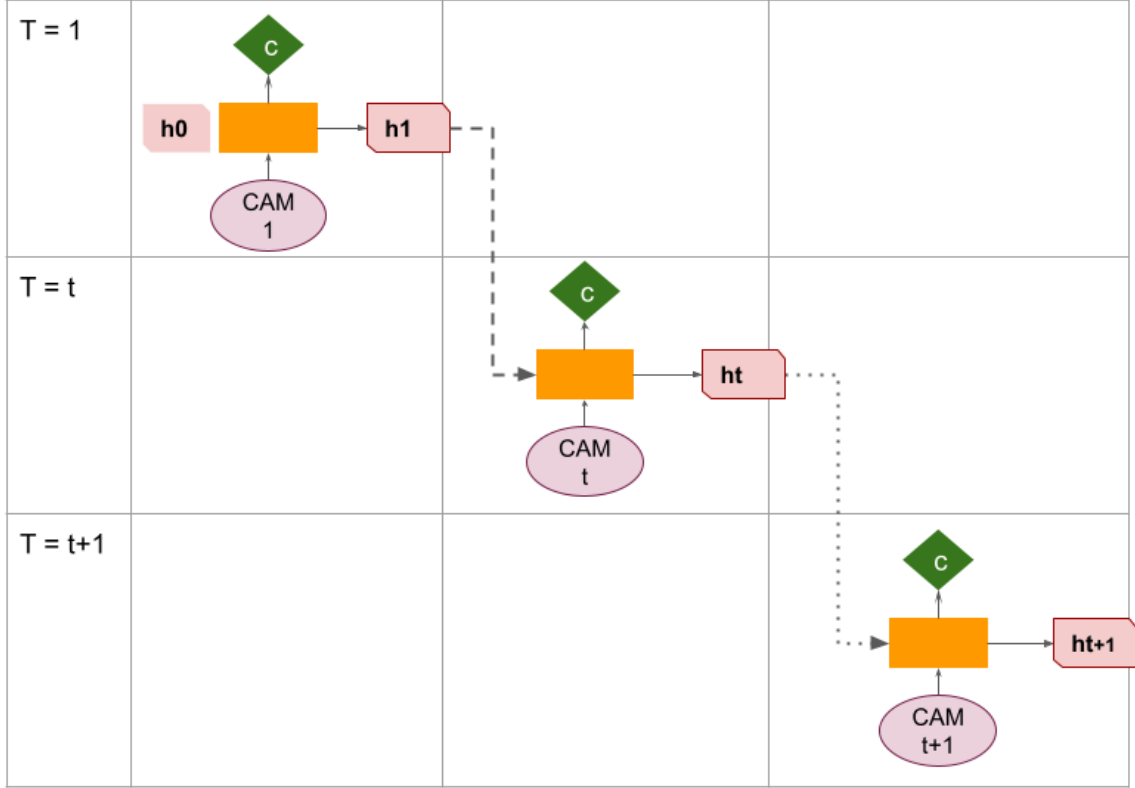 T = 1
C
h0
h1
CAM
1
T = t
C
ht
CAM
t
T = t+1
C
ht+1
CAM
t+1